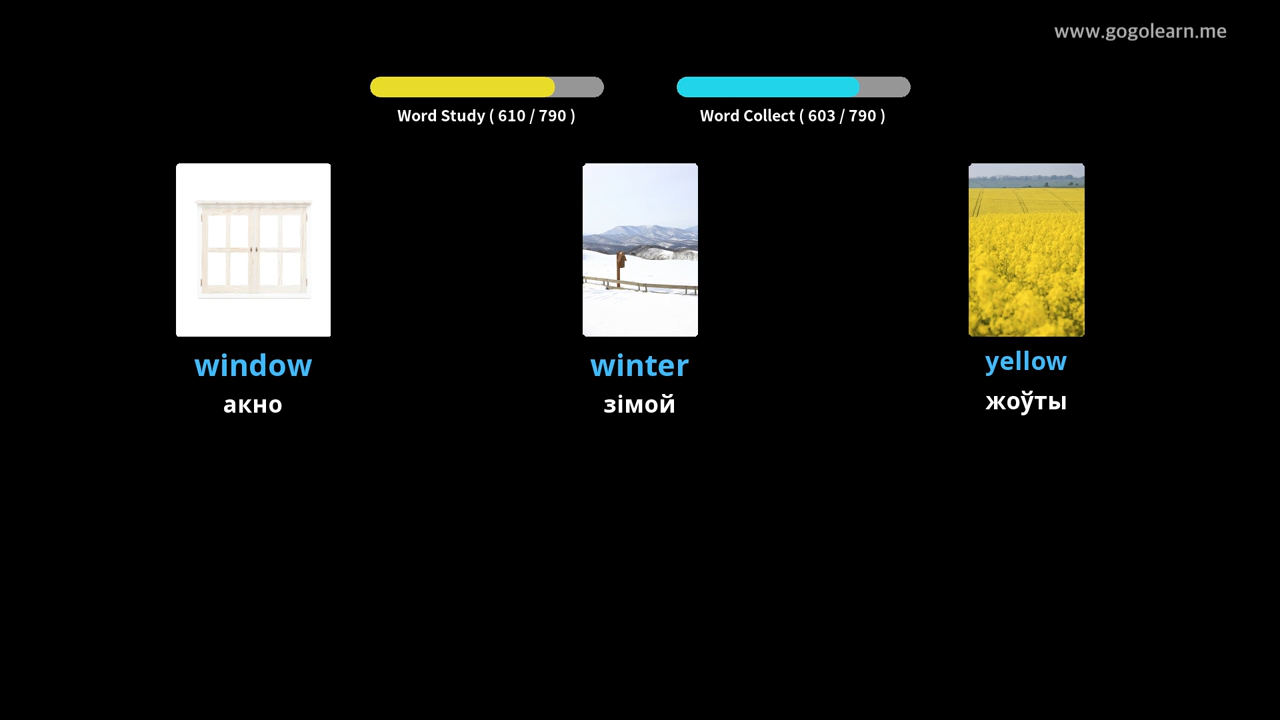 www.gogolearn.me
Word Study ( 610 / 790 )
Word Collect ( 603 / 790 )
window
winter
yellow
акно
зімой
жоўты